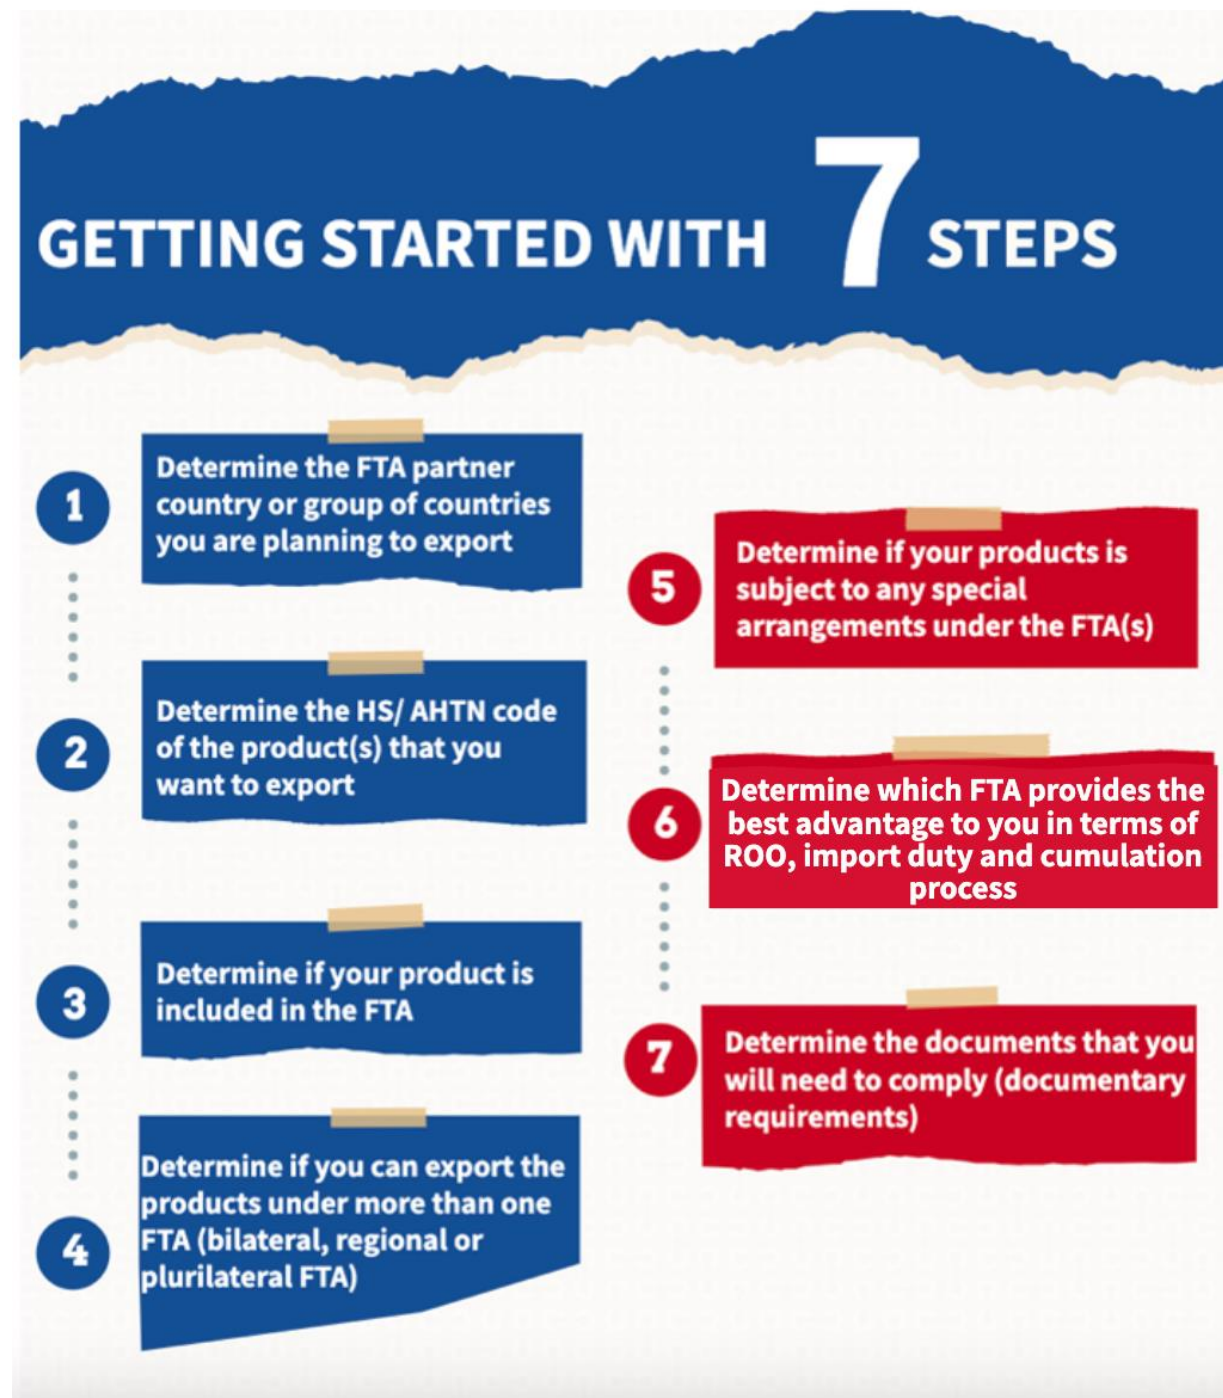 GETTING STARTED WITH 7 STEPS
1
Determine the FTA partner
country or group of countries
you are planning to export
2
Determine the HS/ AHTN code
of the product(s) that you
want to export
3
Determine if your product is
included in the FTA
4
Determine if you can export the
products under more than one
FTA (bilateral, regional or
plurilateral FTA)
5
Determine if your products is
subject to any special
arrangements under the FTA(s)
6
Determine which FTA provides the
best advantage to you in terms of
ROO, import duty and cumulation
process
7
Determine the documents that you
will need to comply (documentary
requirements)